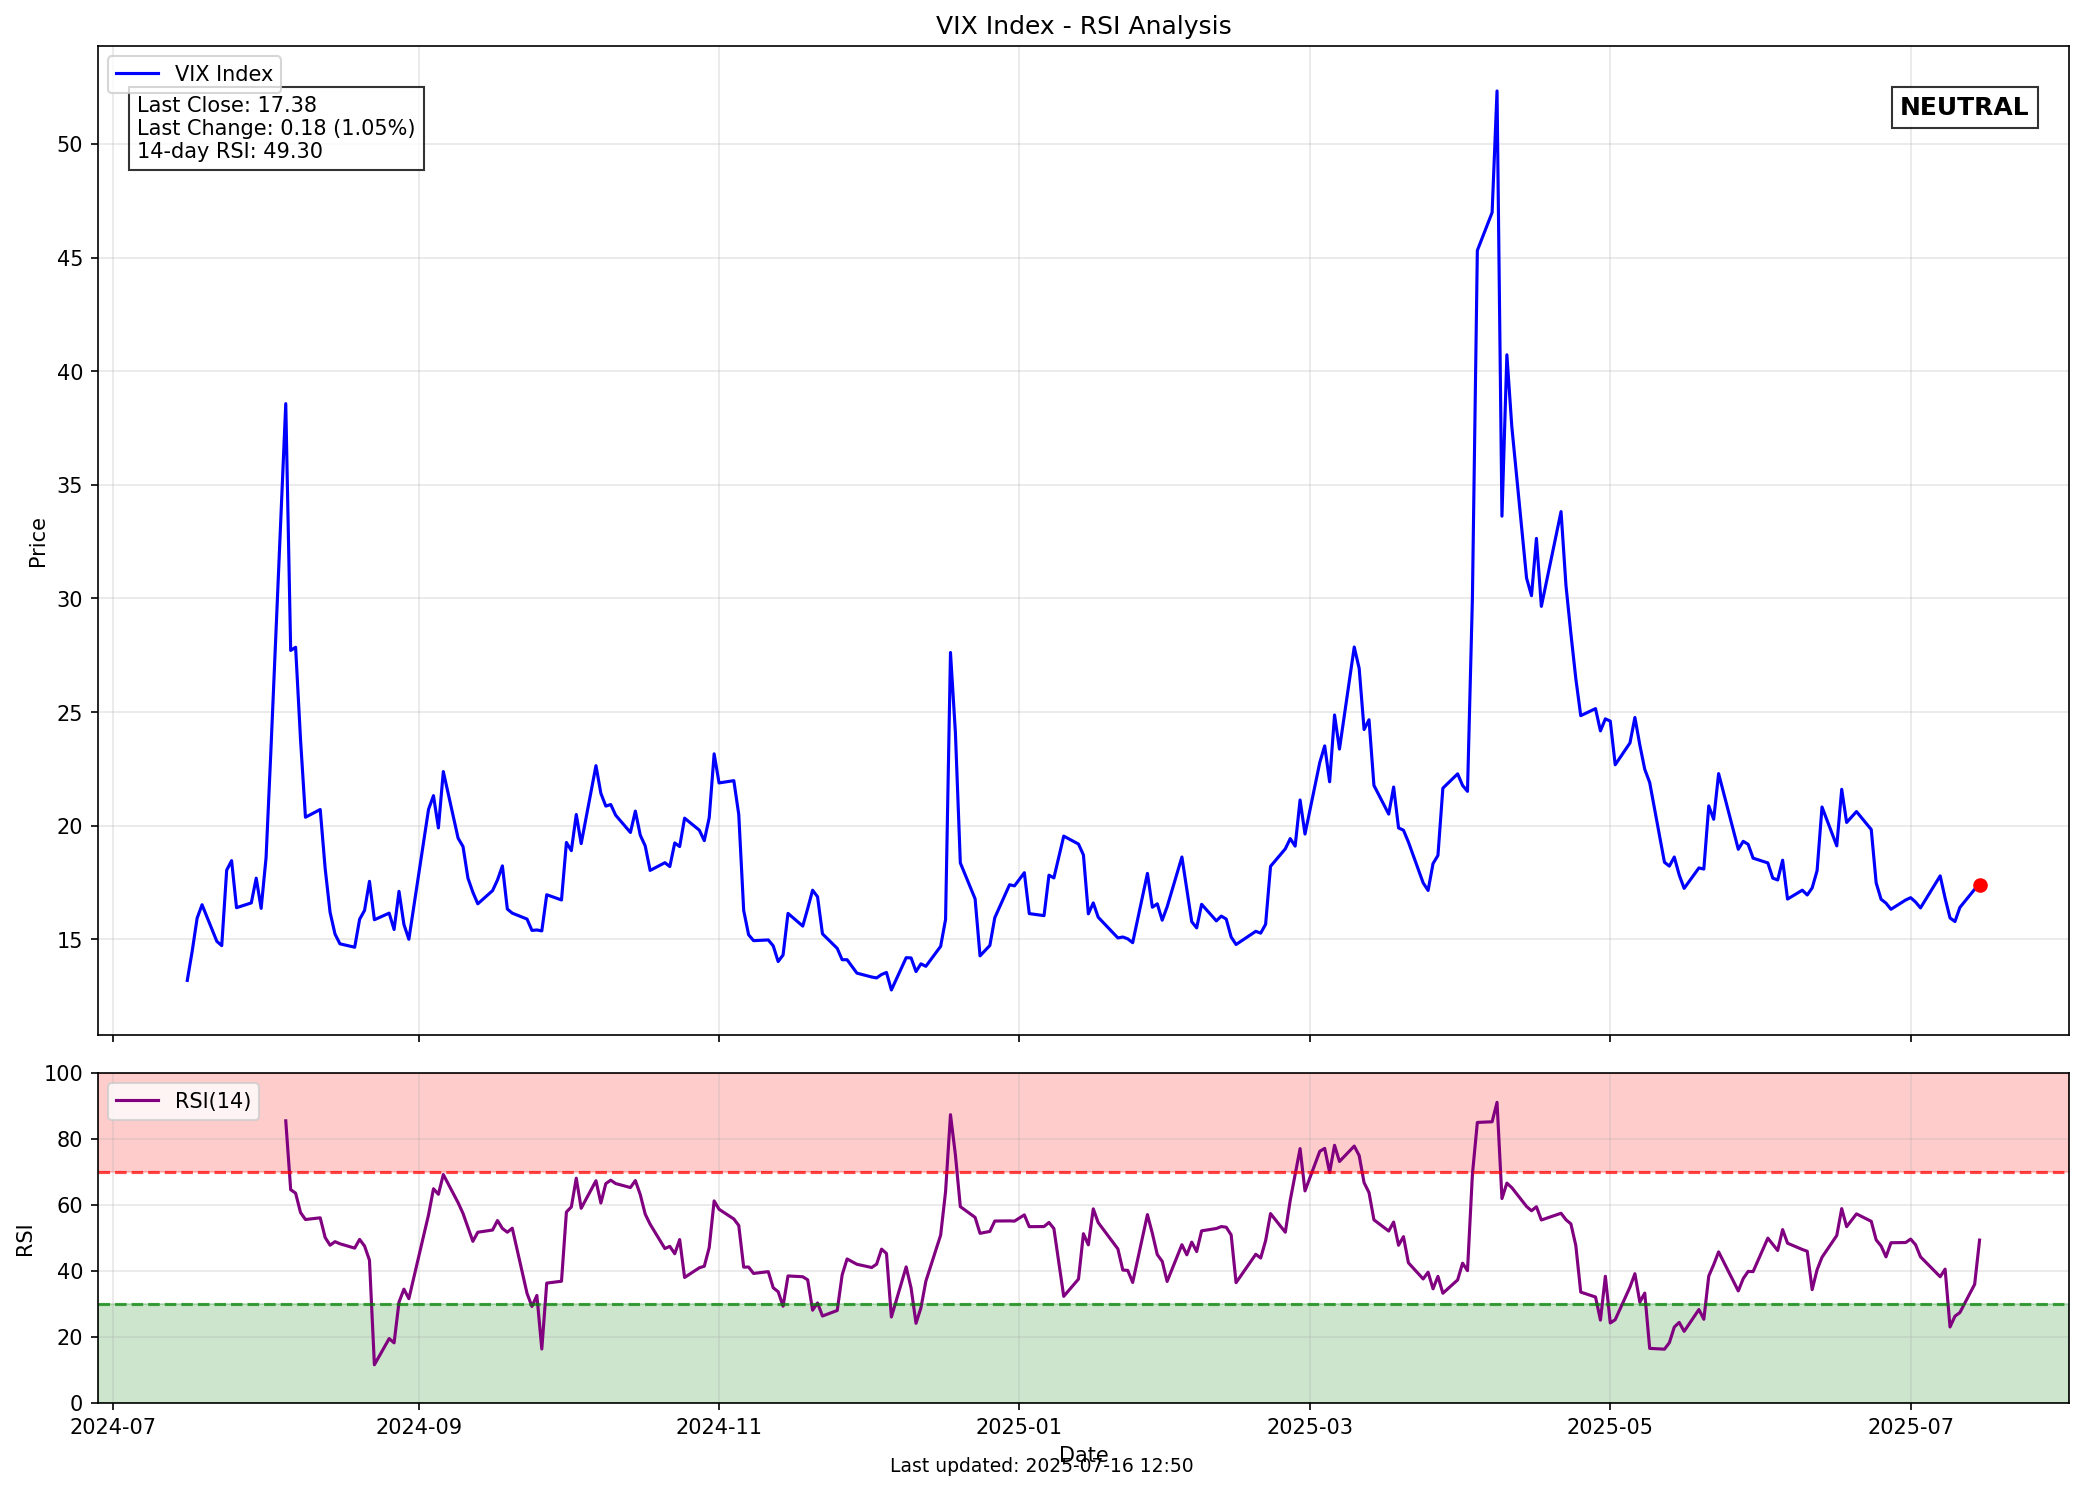 VIX Index - RSI Analysis
VIX Index
Last Close: 17.38
Last Change: 0.18 (1.05%)
14-day RSI: 49.30
NEUTRAL
50
45
40
35
30
25
20
15
Price
RSI(14)
100
80
60
40
20
0
RSI
2024-07
2024-09
2024-11
2025-01
2025-03
2025-05
2025-07
Date
Last updated: 2025-07-16 12:50